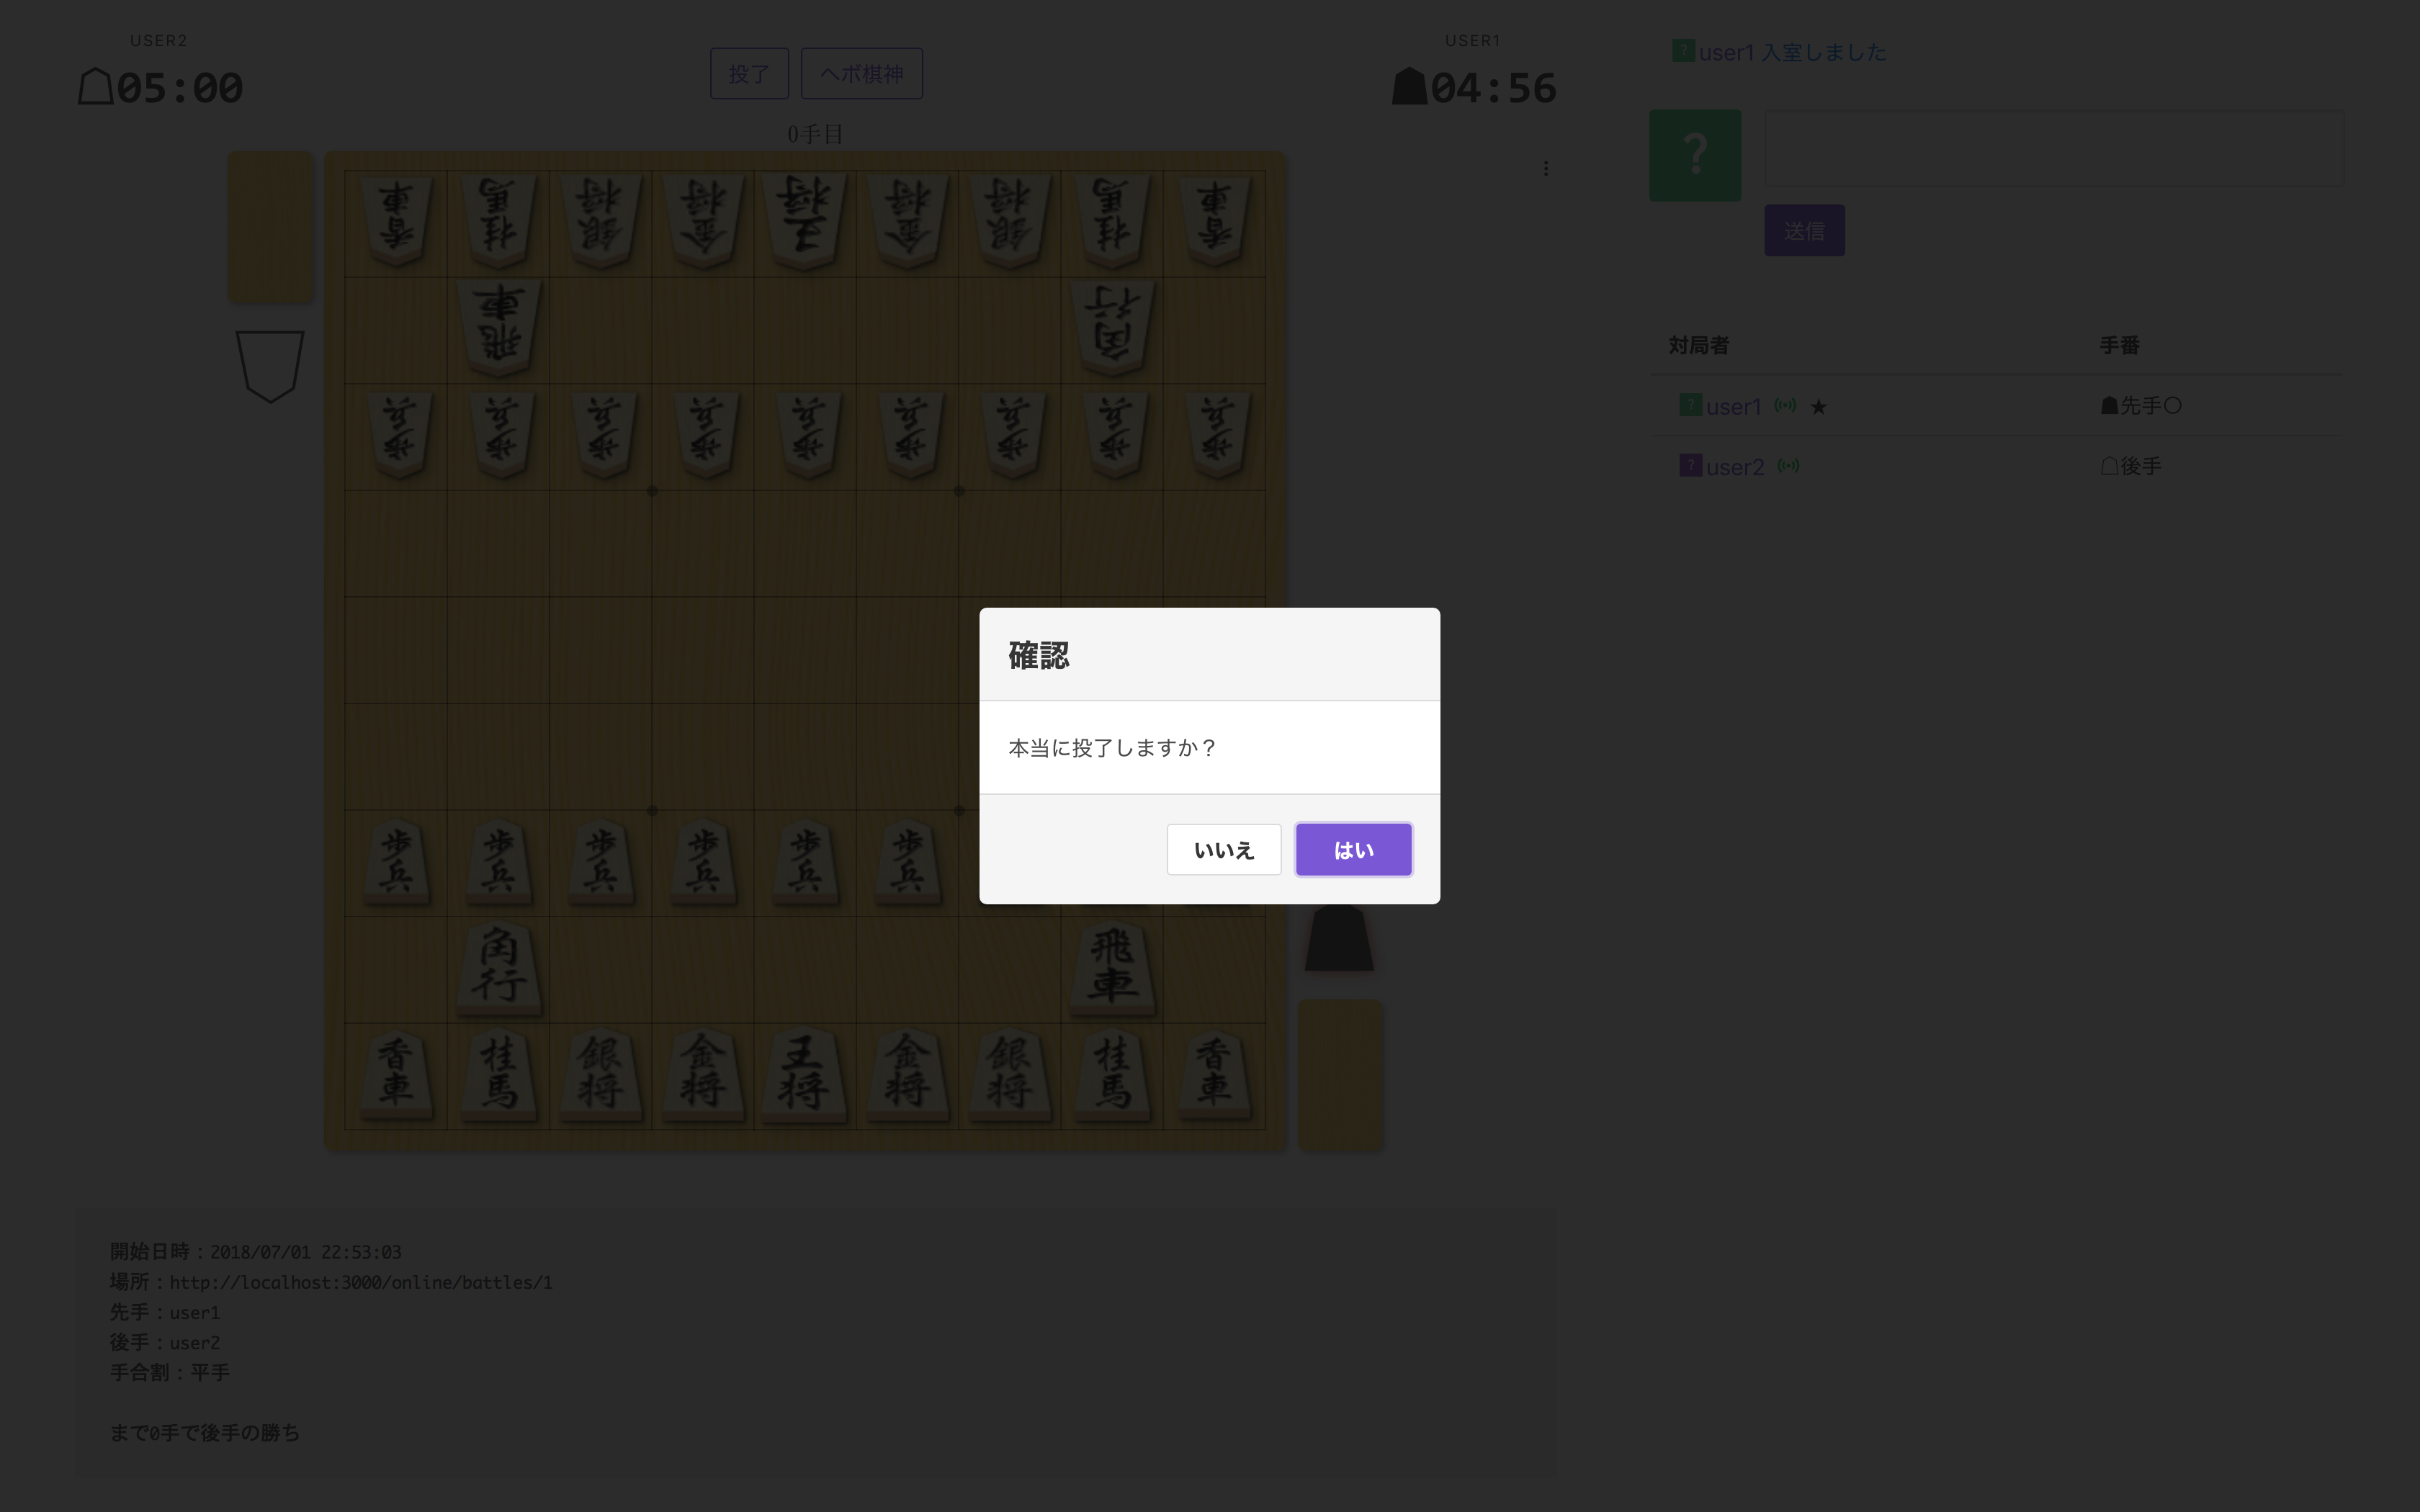 USER2
05:00
投了
ヘボ棋神
0手目
USER1
04:56
user1 入室しました
?
送信
対局者
手番
user1 ★
先手○
user2
後手
香車 桂馬 銀将 金将 王将 金将 銀将 桂馬 香車
飛車 角行
歩兵 歩兵 歩兵 歩兵 歩兵 歩兵 歩兵 歩兵 歩兵
確認
本当に投了しますか？
いいえ
はい
歩兵 歩兵 歩兵 歩兵 歩兵 歩兵
角行 飛車
香車 桂馬 銀将 金将 王将 金将 銀将 桂馬 香車
開始日時：2018/07/01 22:53:03
場所：http://localhost:3000/online/battles/1
先手：user1
後手：user2
手合割：平手
まで0手で後手の勝ち